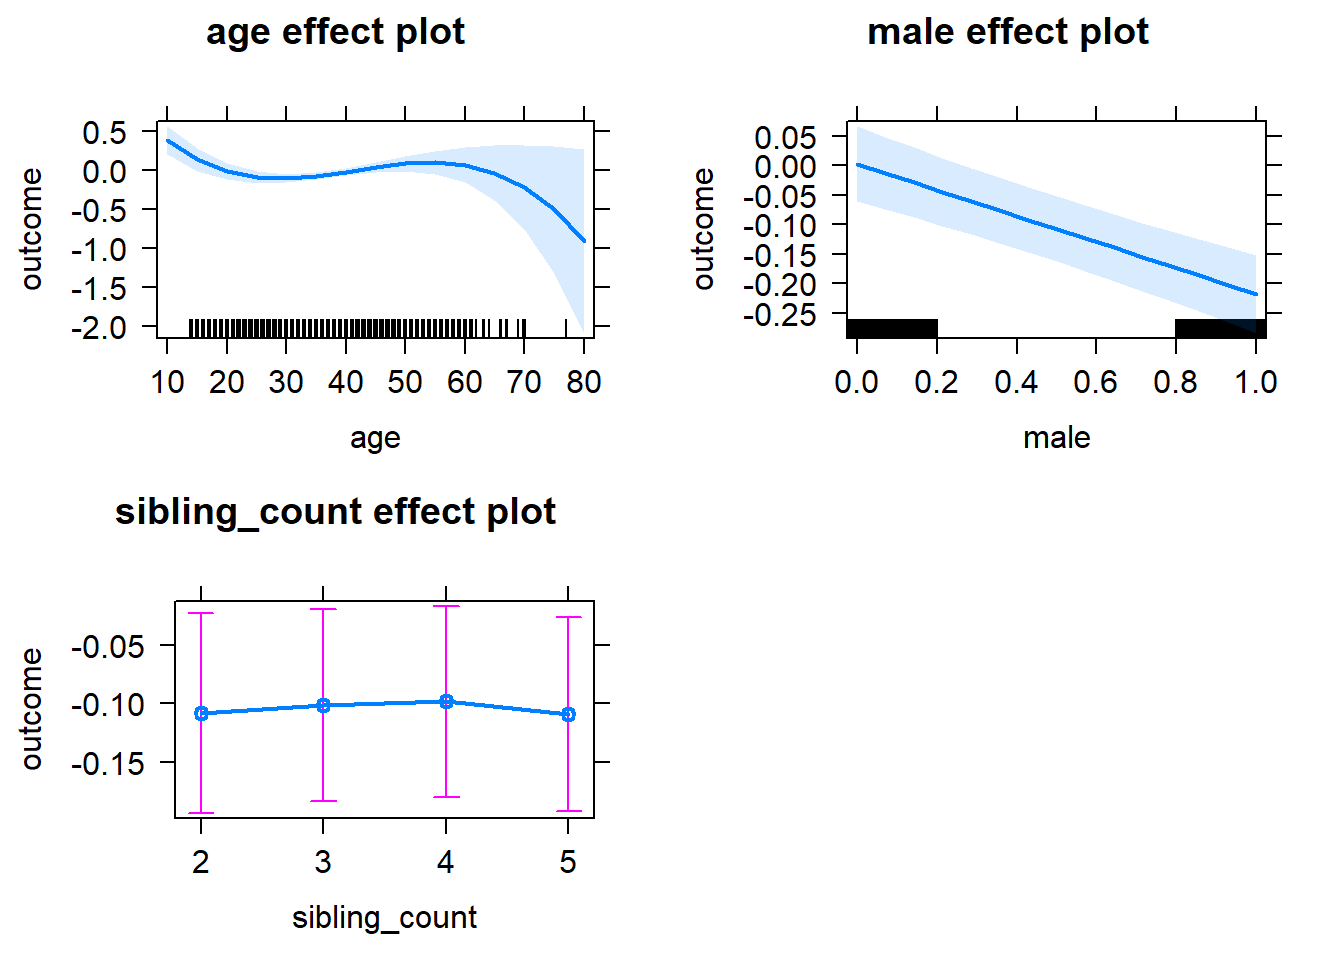 age effect plot
outcome
0.5
0.0
-0.5
-1.0
-1.5
-2.0
10 20 30 40 50 60 70 80
age
male effect plot
outcome
0.05
0.00
-0.05
-0.10
-0.15
-0.20
-0.25
0.0 0.2 0.4 0.6 0.8 1.0
male
sibling_count effect plot
outcome
-0.05
-0.10
-0.15
2 3 4 5
sibling_count